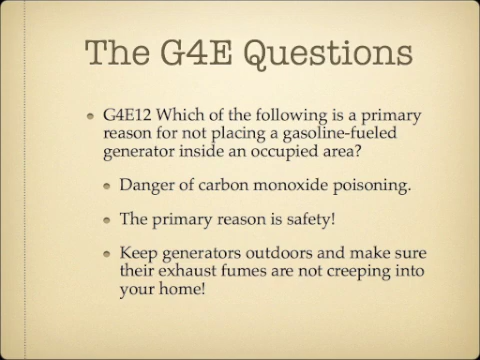 The G4E Questions
G4E12 Which of the following is a primary
reason for not placing a gasoline-fueled
generator inside an occupied area?
Danger of carbon monoxide poisoning.
The primary reason is safety!
Keep generators outdoors and make sure
their exhaust fumes are not creeping into
your home!